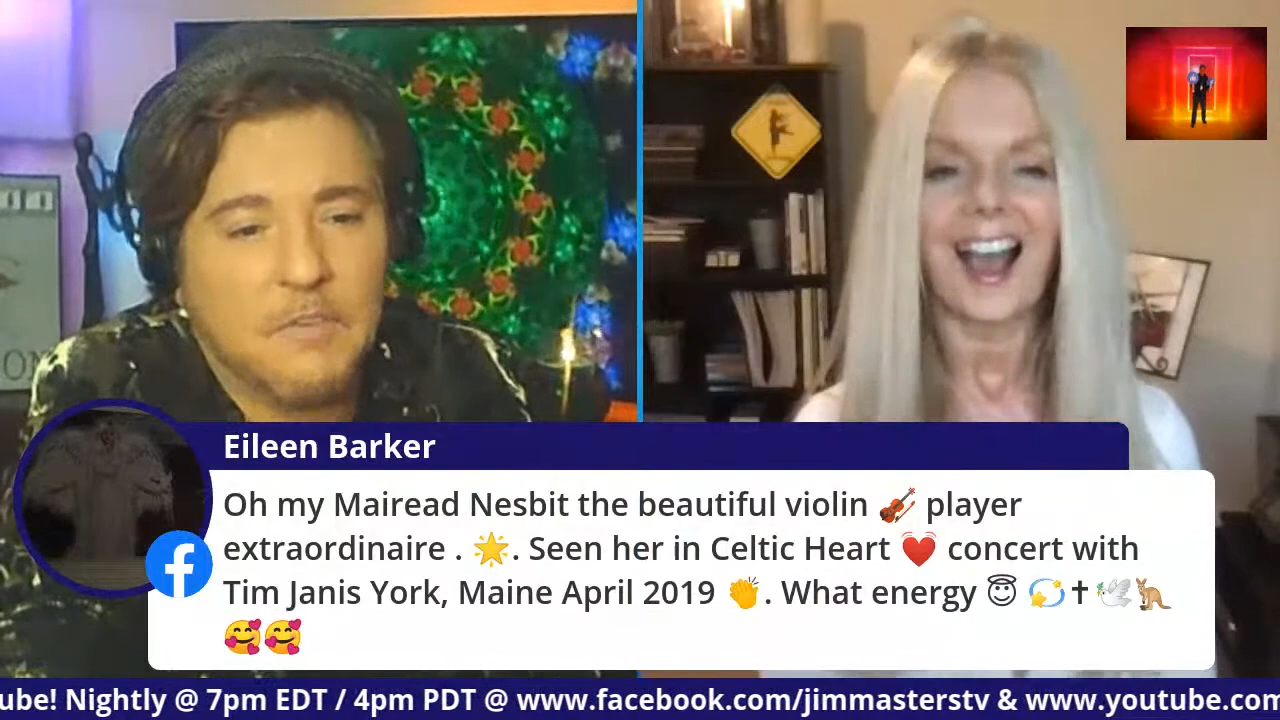 Eileen Barker
Oh my Mairead Nesbit the beautiful violin 🎻 player
extraordinaire . 🌟. Seen her in Celtic Heart 💓 concert with
Tim Janis York, Maine April 2019 👏. What energy 😇 💫✝🕊🦘
🥰🥰
ube! Nightly @ 7pm EDT / 4pm PDT @ www.facebook.com/jimmasterstv & www.youtube.com